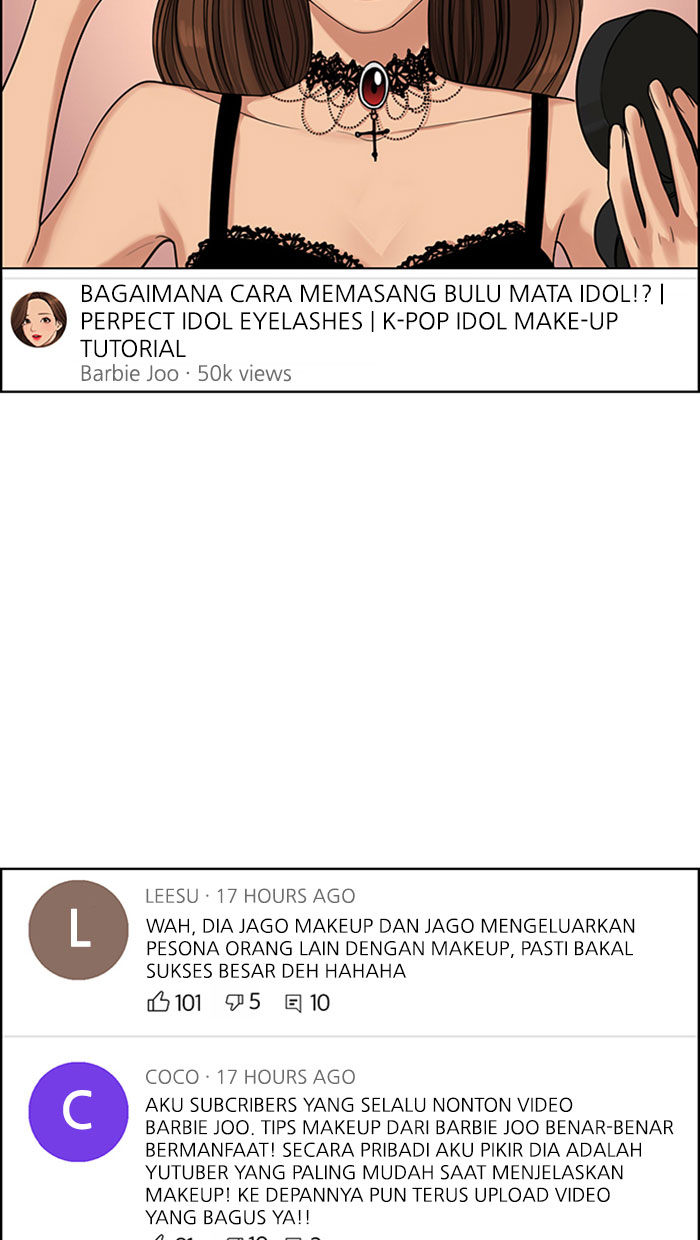 BAGAIMANA CARA MEMASANG BULU MATA IDOL!? |
PERPECT IDOL EYELASHES | K-POP IDOL MAKE-UP
TUTORIAL
Barbie Joo · 50k views
L
LEESU · 17 HOURS AGO
WAH, DIA JAGO MAKEUP DAN JAGO MENGELUARKAN
PESONA ORANG LAIN DENGAN MAKEUP, PASTI BAKAL
SUKSES BESAR DEH HAHAHA
101 5 10
C
COCO · 17 HOURS AGO
AKU SUBCRIBERS YANG SELALU NONTON VIDEO
BARBIE JOO. TIPS MAKEUP DARI BARBIE JOO BENAR-BENAR
BERMANFAAT! SECARA PRIBADI AKU PIKIR DIA ADALAH
YUTUBER YANG PALING MUDAH SAAT MENJELASKAN
MAKEUP! KE DEPANNYA PUN TERUS UPLOAD VIDEO
YANG BAGUS YA!!